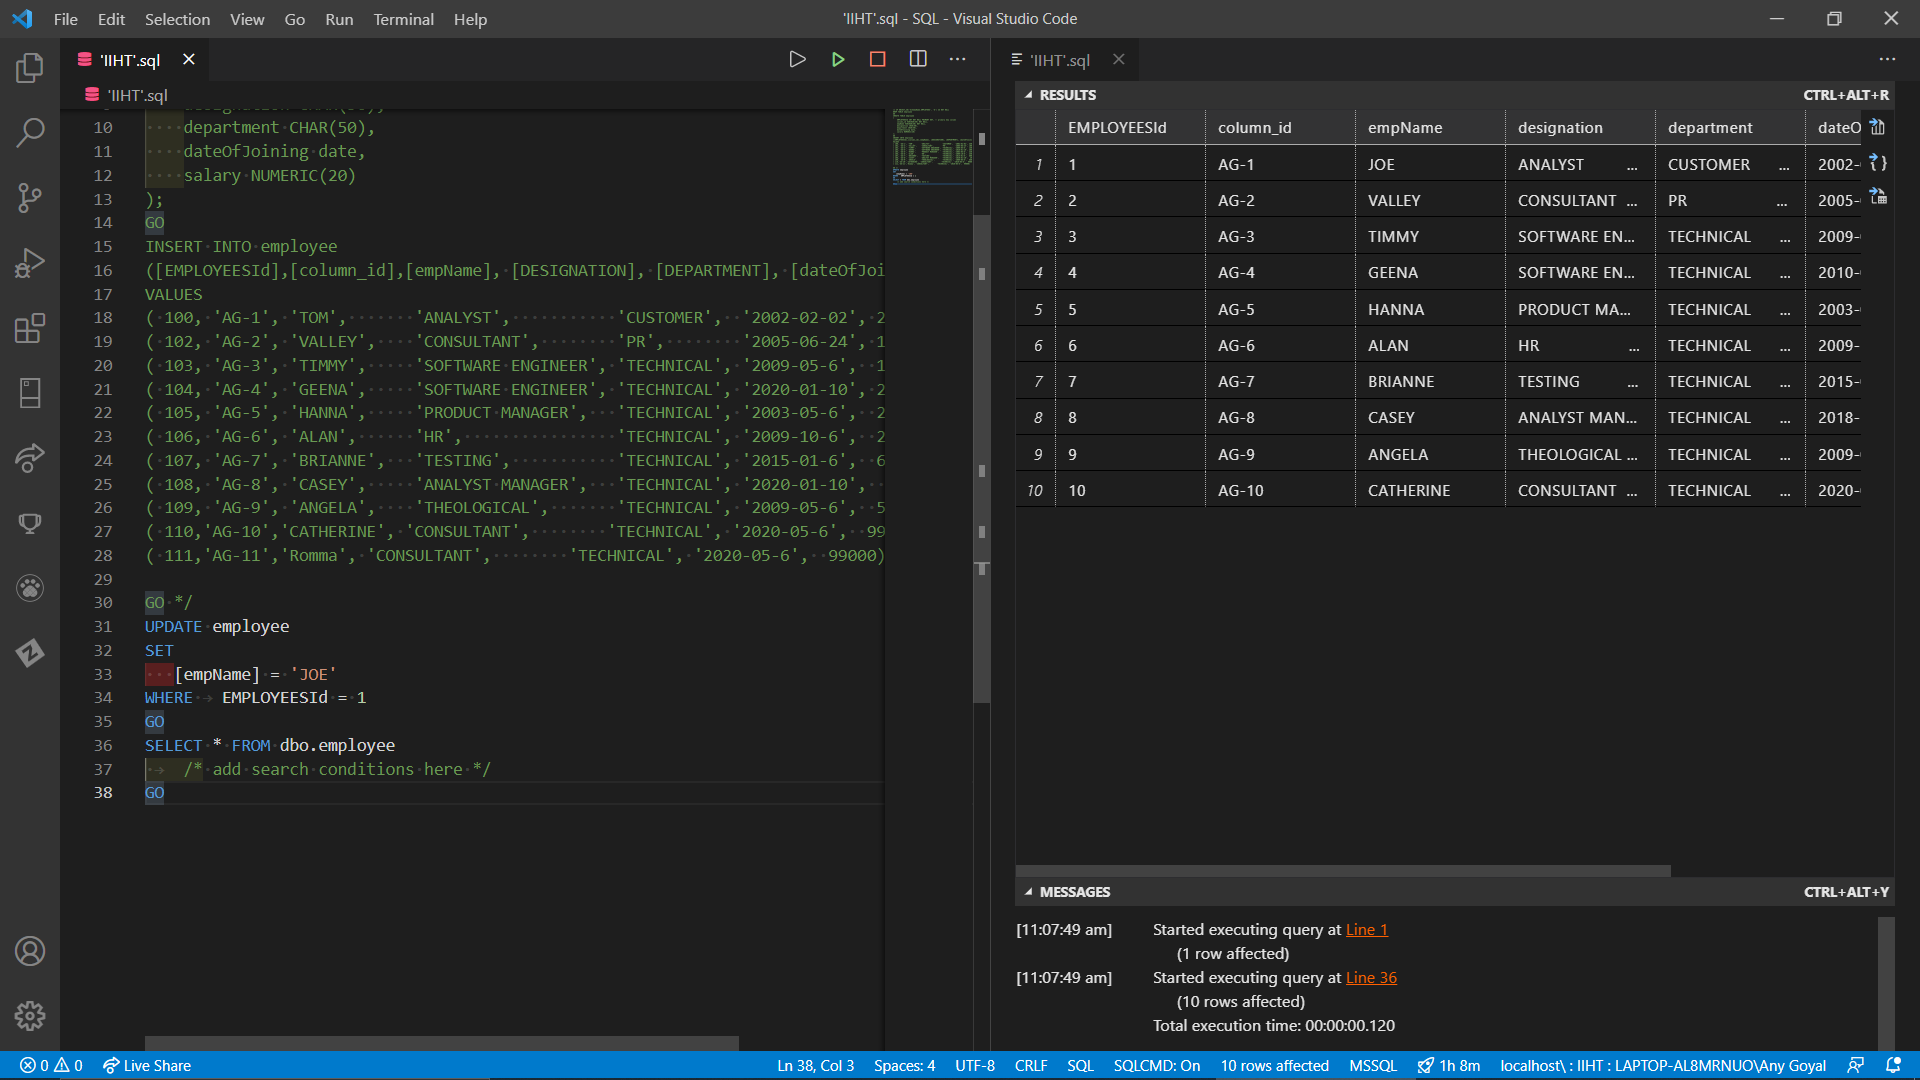 File Edit Selection View Go Run Terminal Help
'IIHT'.sql - SQL - Visual Studio Code
'IIHT'.sql
'IIHT'.sql
10 department CHAR(50),
11 dateOfJoining date,
12 salary NUMERIC(20)
13 );
14 GO
15 INSERT INTO employee
16 ([EMPLOYEESId],[column_id],[empName], [DESIGNATION], [DEPARTMENT], [dateOfJoi
17 VALUES
18 ( 100, 'AG-1', 'TOM', 'ANALYST', 'CUSTOMER', '2002-02-02', 2
19 ( 102, 'AG-2', 'VALLEY', 'CONSULTANT', 'PR', '2005-06-24', 1
20 ( 103, 'AG-3', 'TIMMY', 'SOFTWARE ENGINEER', 'TECHNICAL', '2009-05-6', 1
21 ( 104, 'AG-4', 'GEENA', 'SOFTWARE ENGINEER', 'TECHNICAL', '2020-01-10', 2
22 ( 105, 'AG-5', 'HANNA', 'PRODUCT MANAGER', 'TECHNICAL', '2003-05-6', 2
23 ( 106, 'AG-6', 'ALAN', 'HR', 'TECHNICAL', '2009-10-6', 2
24 ( 107, 'AG-7', 'BRIANNE', 'TESTING', 'TECHNICAL', '2015-01-6', 6
25 ( 108, 'AG-8', 'CASEY', 'ANALYST MANAGER', 'TECHNICAL', '2020-01-10',
26 ( 109, 'AG-9', 'ANGELA', 'THEOLOGICAL', 'TECHNICAL', '2009-05-6', 5
27 ( 110,'AG-10','CATHERINE', 'CONSULTANT', 'TECHNICAL', '2020-05-6', 99
28 ( 111,'AG-11','Romma', 'CONSULTANT', 'TECHNICAL', '2020-05-6', 99000)
29
30 GO */
31 UPDATE employee
32 SET
33 [empName] = 'JOE'
34 WHERE EMPLOYEESId = 1
35 GO
36 SELECT * FROM dbo.employee
37 /* add search conditions here */
38 GO
'IIHT'.sql
RESULTS CTRL+ALT+R
EMPLOYEESId column_id empName designation department dateO
1 1 AG-1 JOE ANALYST ... CUSTOMER ... 2002-
2 2 AG-2 VALLEY CONSULTANT ... PR ... 2005-
3 3 AG-3 TIMMY SOFTWARE EN... TECHNICAL ... 2009-
4 4 AG-4 GEENA SOFTWARE EN... TECHNICAL ... 2010-
5 5 AG-5 HANNA PRODUCT MA... TECHNICAL ... 2003-
6 6 AG-6 ALAN HR ... TECHNICAL ... 2009-
7 7 AG-7 BRIANNE TESTING ... TECHNICAL ... 2015-
8 8 AG-8 CASEY ANALYST MAN... TECHNICAL ... 2018-
9 9 AG-9 ANGELA THEOLOGICAL ... TECHNICAL ... 2009-
10 10 AG-10 CATHERINE CONSULTANT ... TECHNICAL ... 2020-
MESSAGES CTRL+ALT+Y
[11:07:49 am] Started executing query at Line 1
(1 row affected)
[11:07:49 am] Started executing query at Line 36
(10 rows affected)
Total execution time: 00:00:00.120
0 0 Live Share Ln 38, Col 3 Spaces: 4 UTF-8 CRLF SQL SQLCMD: On 10 rows affected MSSQL 1h 8m localhost\ : IIHT : LAPTOP-AL8MRNUO\Any Goyal